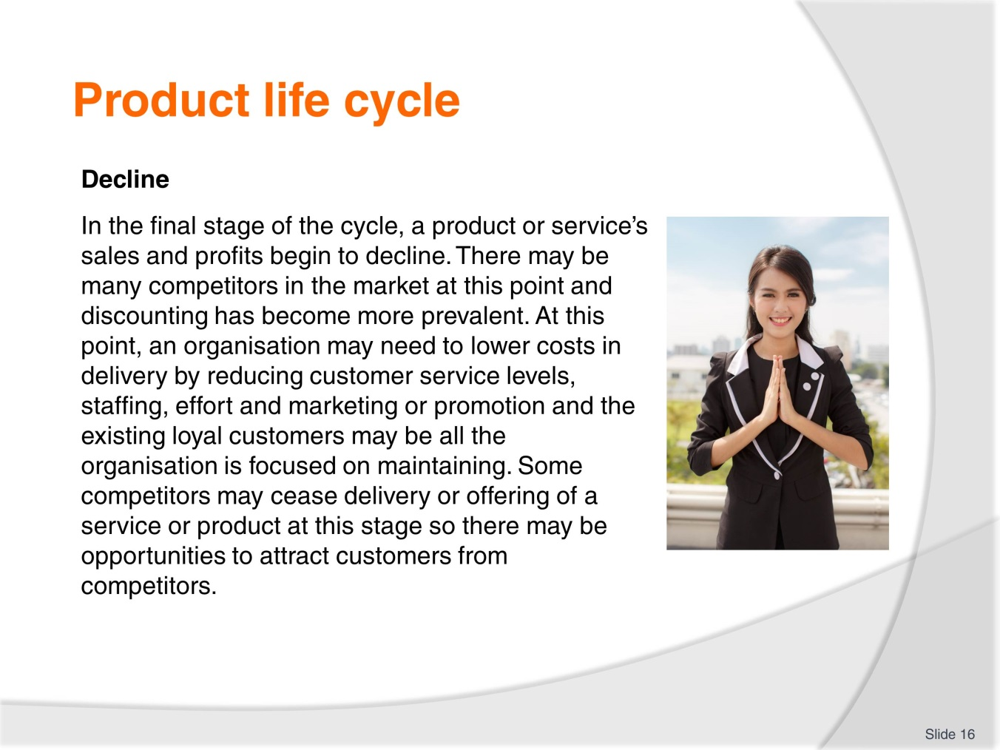 Product life cycle
Decline
In the final stage of the cycle, a product or service’s
sales and profits begin to decline. There may be
many competitors in the market at this point and
discounting has become more prevalent. At this
point, an organisation may need to lower costs in
delivery by reducing customer service levels,
staffing, effort and marketing or promotion and the
existing loyal customers may be all the
organisation is focused on maintaining. Some
competitors may cease delivery or offering of a
service or product at this stage so there may be
opportunities to attract customers from
competitors.
Slide 16